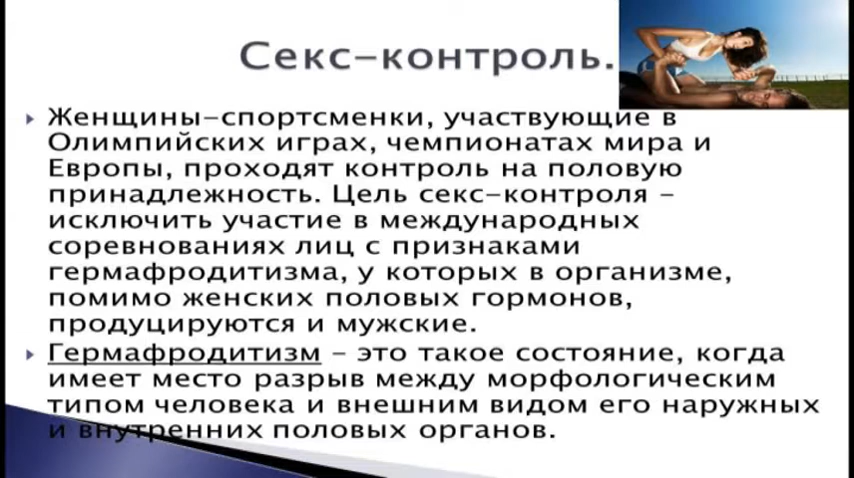 Секс-контроль.
Женщины-спортсменки, участвующие в
Олимпийских играх, чемпионатах мира и
Европы, проходят контроль на половую
принадлежность. Цель секс-контроля -
исключить участие в международных
соревнованиях лиц с признаками
гермафродитизма, у которых в организме,
помимо женских половых гормонов,
продуцируются и мужские.
Гермафродитизм - это такое состояние, когда
имеет место разрыв между морфологическим
типом человека и внешним видом его наружных
и внутренних половых органов.